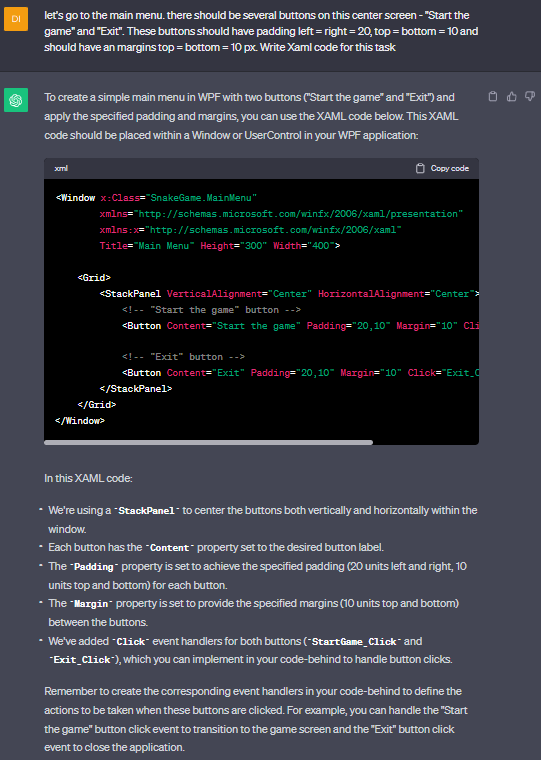 DI
let's go to the main menu. there should be several buttons on this center screen - "Start the
game" and "Exit". These buttons should have padding left = right = 20, top = bottom = 10 and
should have an margins top = bottom = 10 px. Write Xaml code for this task
To create a simple main menu in WPF with two buttons ("Start the game" and "Exit") and
apply the specified padding and margins, you can use the XAML code below. This XAML
code should be placed within a Window or UserControl in your WPF application:
xml Copy code
<Window x:Class="SnakeGame.MainMenu"
xmlns="http://schemas.microsoft.com/winfx/2006/xaml/presentation"
xmlns:x="http://schemas.microsoft.com/winfx/2006/xaml"
Title="Main Menu" Height="300" Width="400">
<Grid>
<StackPanel VerticalAlignment="Center" HorizontalAlignment="Center">
<!-- "Start the game" button -->
<Button Content="Start the game" Padding="20,10" Margin="10" Cli
<!-- "Exit" button -->
<Button Content="Exit" Padding="20,10" Margin="10" Click="Exit_C
</StackPanel>
</Grid>
</Window>
In this XAML code:
• We're using a `StackPanel` to center the buttons both vertically and horizontally within the
window.
• Each button has the `Content` property set to the desired button label.
• The `Padding` property is set to achieve the specified padding (20 units left and right, 10
units top and bottom) for each button.
• The `Margin` property is set to provide the specified margins (10 units top and bottom)
between the buttons.
• We've added `Click` event handlers for both buttons (`StartGame_Click` and
`Exit_Click`), which you can implement in your code-behind to handle button clicks.
Remember to create the corresponding event handlers in your code-behind to define the
actions to be taken when these buttons are clicked. For example, you can handle the "Start
the game" button click event to transition to the game screen and the "Exit" button click
event to close the application.